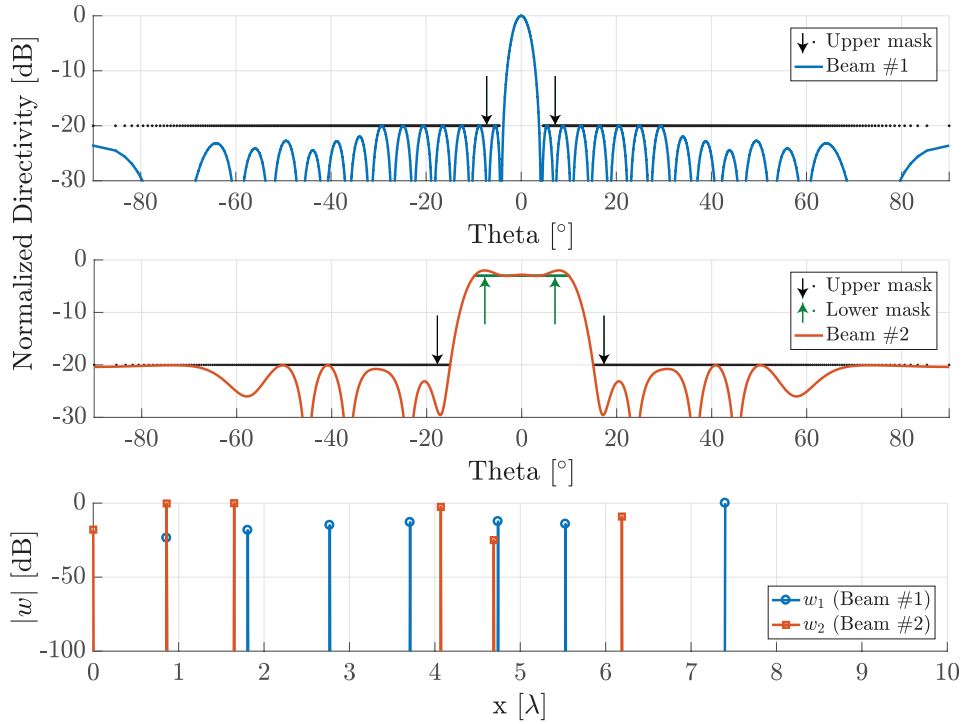 Normalized Directivity [dB]
0
-10
-20
-30
Upper mask
Beam #1
-80 -60 -40 -20 0 20 40 60 80
Theta [°]
0
-10
-20
-30
Upper mask
Lower mask
Beam #2
-80 -60 -40 -20 0 20 40 60 80
Theta [°]
|w| [dB]
0
-50
-100
w₁ (Beam #1)
w₂ (Beam #2)
0 1 2 3 4 5 6 7 8 9 10
x [λ]